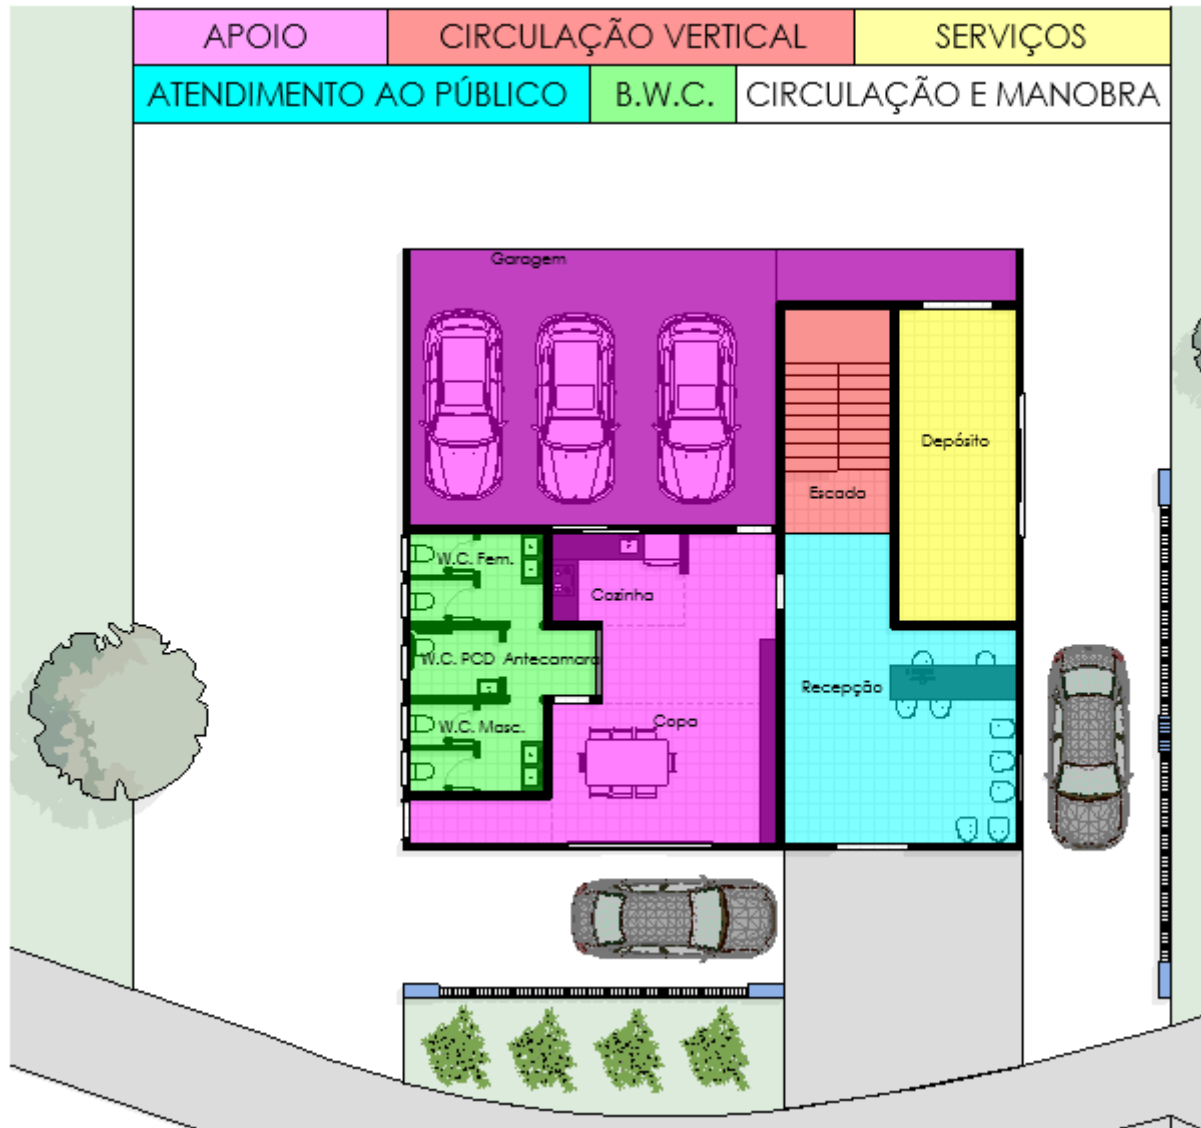 APOIO CIRCULAÇÃO VERTICAL SERVIÇOS
ATENDIMENTO AO PÚBLICO B.W.C. CIRCULAÇÃO E MANOBRA
Garagem
Depósito
Escada
W.C. Fem.
Cozinha
W.C. PCD Antecamara
Recepção
W.C. Masc.
Copa